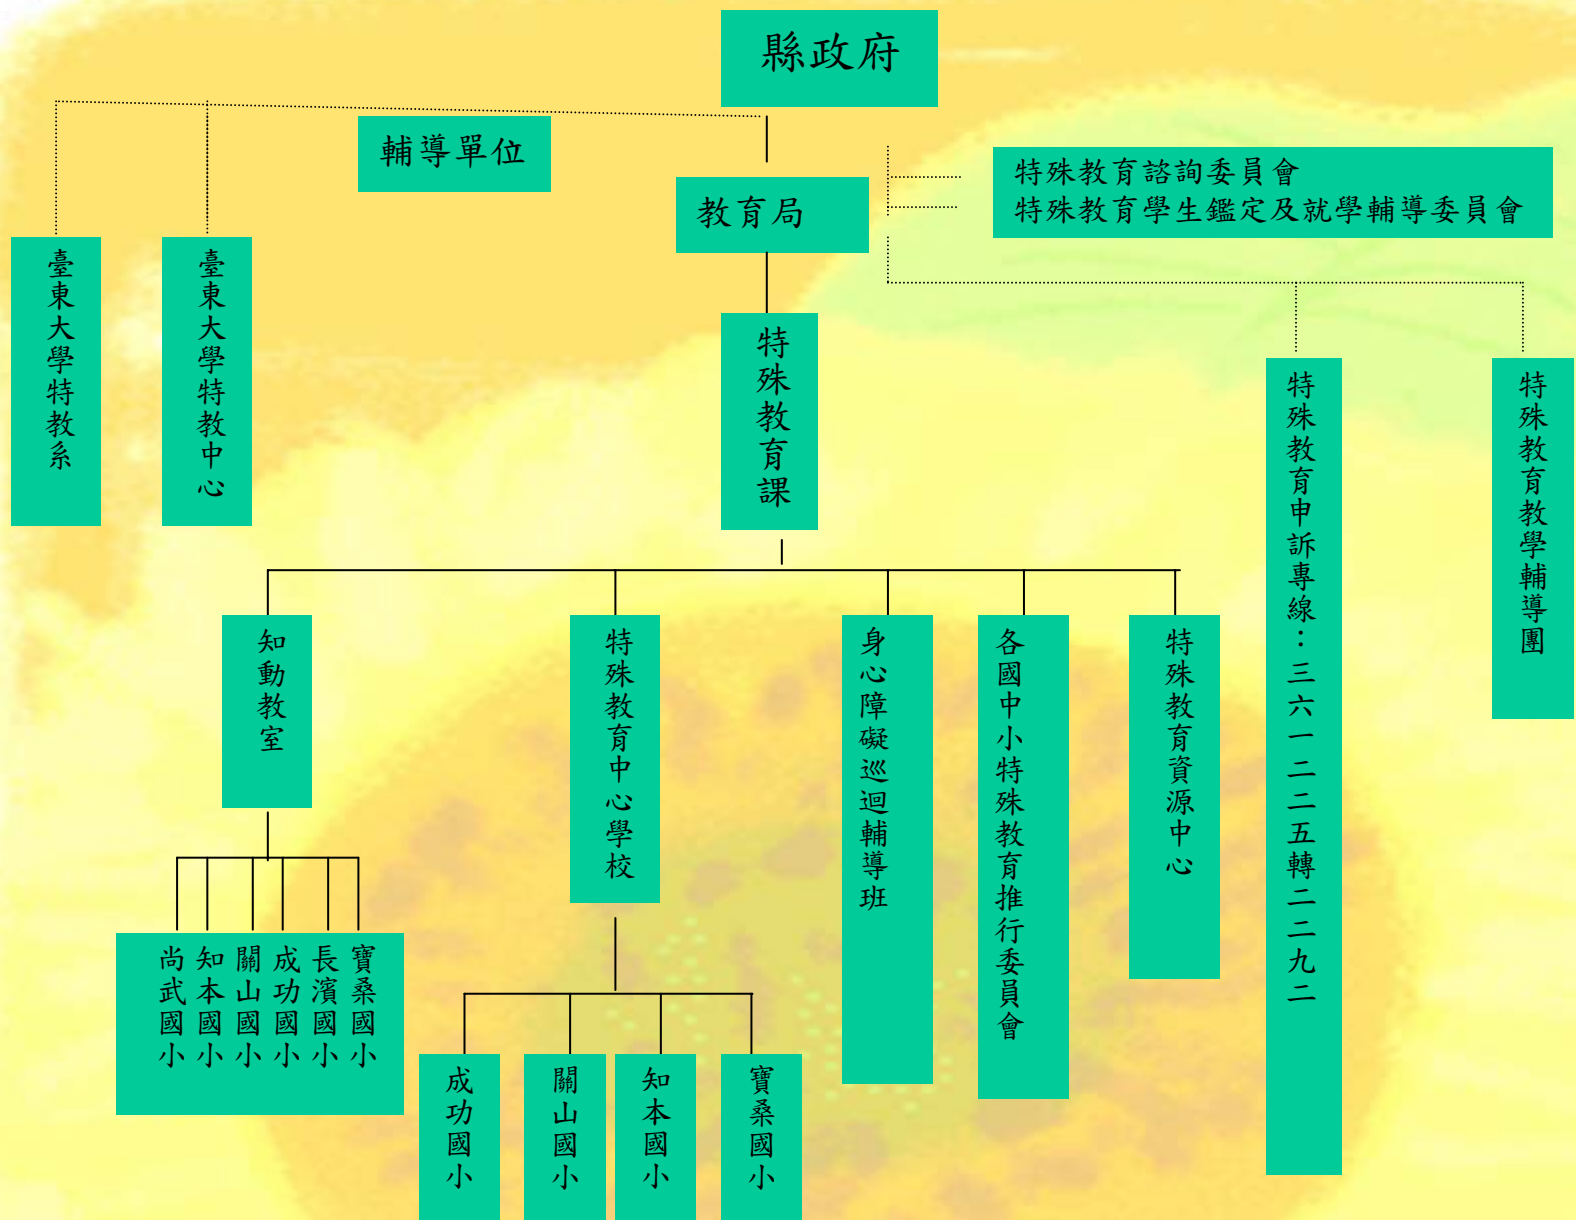 縣政府
輔導單位
教育局
特殊教育諮詢委員會
特殊教育學生鑑定及就學輔導委員會
臺東大學特教系
臺東大學特教中心
特殊教育課
特殊教育申訴專線：三六一二二五轉二二九二
特殊教育教學輔導團
知動教室
特殊教育中心學校
身心障礙巡迴輔導班
各國中小特殊教育推行委員會
特殊教育資源中心
尚武國小
知本國小
關山國小
成功國小
長濱國小
寶桑國小
成功國小
關山國小
知本國小
寶桑國小